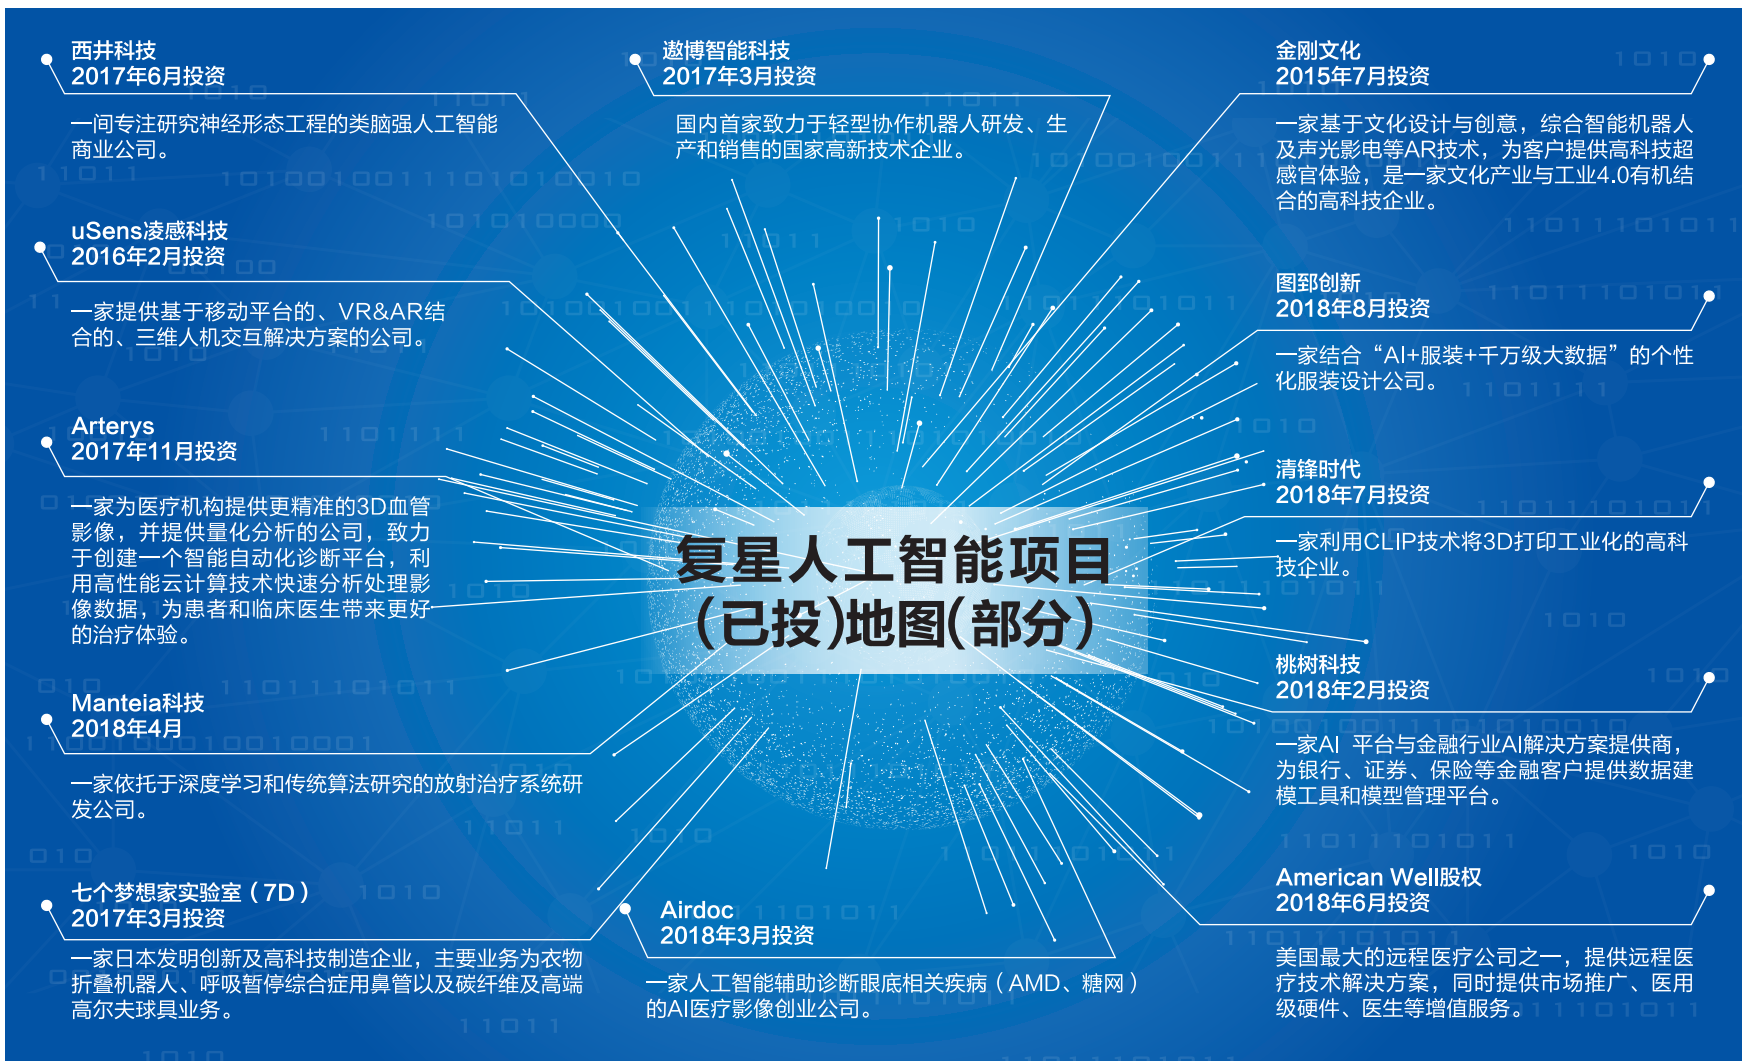 西井科技
2017年6月投资
一间专注研究神经形态工程的类脑强人工智能
商业公司。
uSens凌感科技
2016年2月投资
一家提供基于移动平台的、VR&AR结
合的、三维人机交互解决方案的公司。
Arterys
2017年11月投资
一家为医疗机构提供更精准的3D血管
影像，并提供量化分析的公司，致力
于创建一个智能自动化诊断平台，利
用高性能云计算技术快速分析处理影
像数据，为患者和临床医生带来更好
的治疗体验。
Manteia科技
2018年4月
一家依托于深度学习和传统算法研究的放射治疗系统研
发公司。
七个梦想家实验室（7D）
2017年3月投资
一家日本发明创新及高科技制造企业，主要业务为衣物
折叠机器人、呼吸暂停综合症用鼻管以及碳纤维及高端
高尔夫球具业务。
遨博智能科技
2017年3月投资
国内首家致力于轻型协作机器人研发、生
产和销售的国家高新技术企业。
复星人工智能项目
（已投）地图（部分）
Airdoc
2018年3月投资
一家人工智能辅助诊断眼底相关疾病（AMD、糖网）
的AI医疗影像创业公司。
金刚文化
2015年7月投资
一家基于文化设计与创意，综合智能机器人
及声光影电等AR技术，为客户提供高科技超
感官体验，是一家文化产业与工业4.0有机结
合的高科技企业。
图郅创新
2018年8月投资
一家结合“AI+服装+千万级大数据”的个性
化服装设计公司。
清锋时代
2018年7月投资
一家利用CLIP技术将3D打印工业化的高科
技企业。
桃树科技
2018年2月投资
一家AI 平台与金融行业AI解决方案提供商，
为银行、证券、保险等金融客户提供数据建
模工具和模型管理平台。
American Well股权
2018年6月投资
美国最大的远程医疗公司之一，提供远程医
疗技术解决方案，同时提供市场推广、医用
级硬件、医生等增值服务。